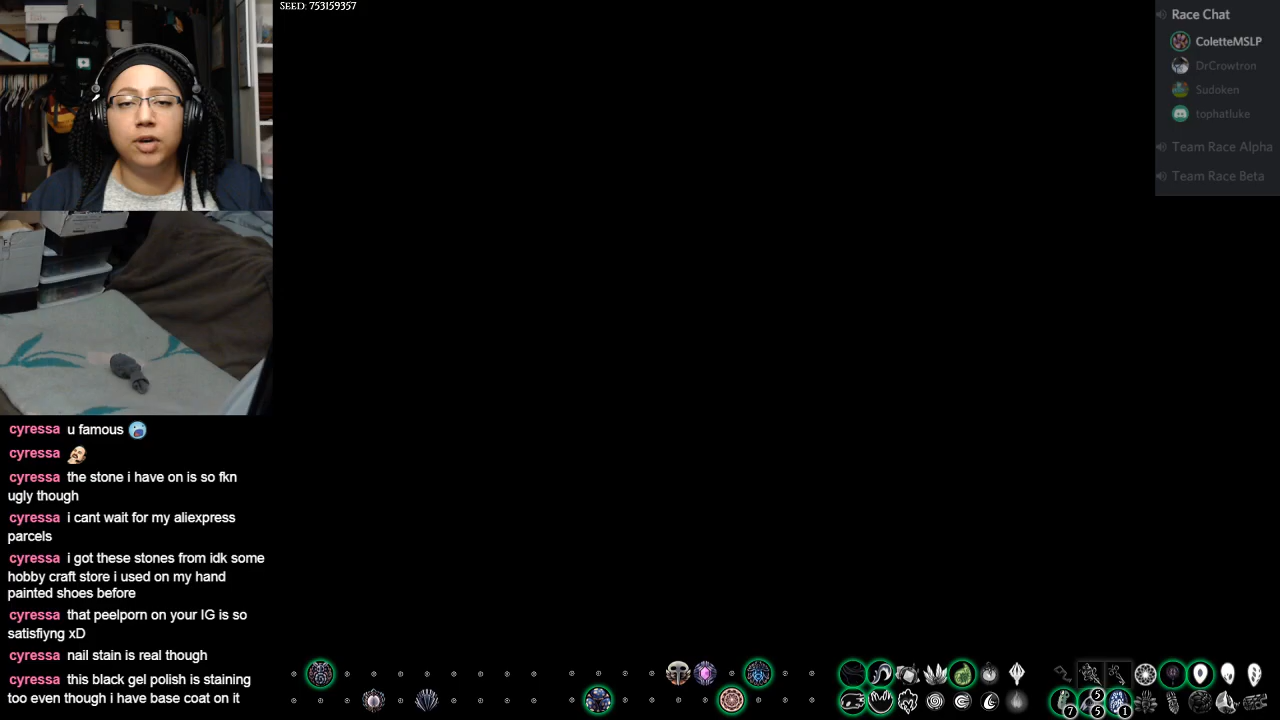 SEED: 753159357
Race Chat
ColetteMSLP
DrCrowtron
Sudoken
tophatluke
Team Race Alpha
Team Race Beta
cyressa u famous
cyressa
cyressa the stone i have on is so fkn
ugly though
cyressa i cant wait for my aliexpress
parcels
cyressa i got these stones from idk some
hobby craft store i used on my hand
painted shoes before
cyressa that peelporn on your IG is so
satisfiyng xD
cyressa nail stain is real though
cyressa this black gel polish is staining
too even though i have base coat on it
5
7 5 1